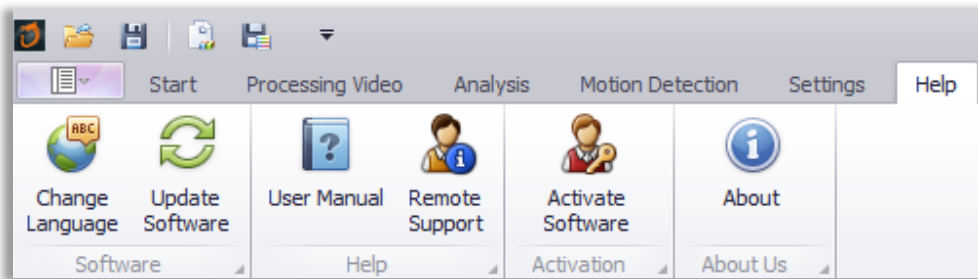 Start Processing Video Analysis Motion Detection Settings Help
ABC
Change Update User Manual Remote Activate About
Language Software Support Software
Software Help Activation About Us